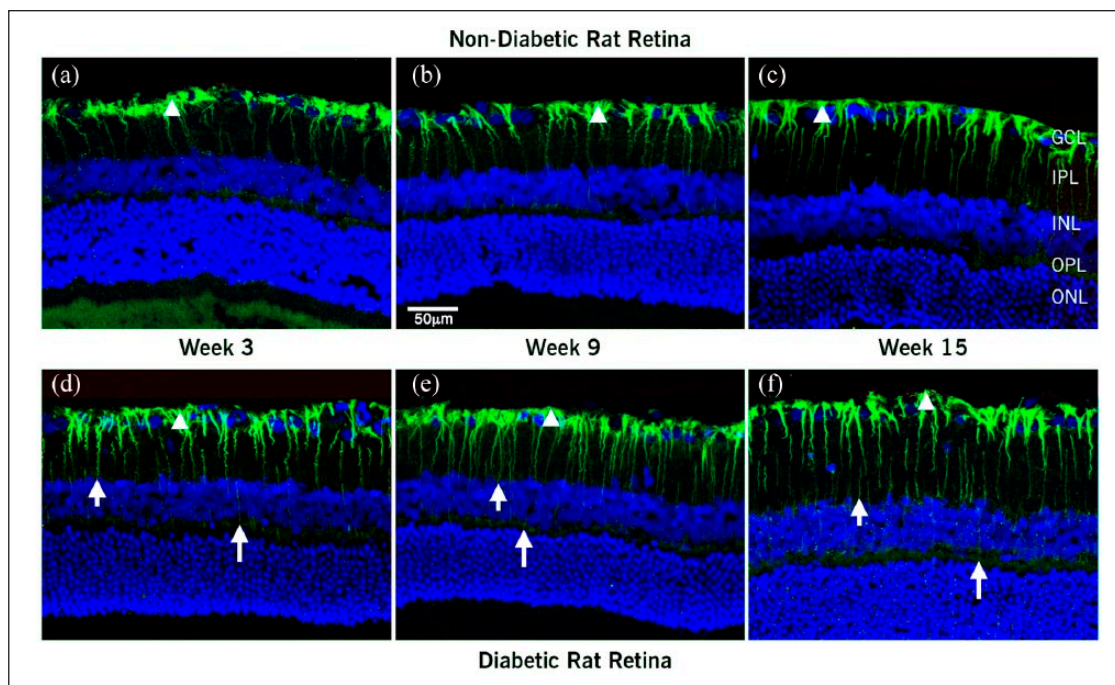 Non-Diabetic Rat Retina
(a)
(b)
(c)
GCL
IPL
INL
OPL
ONL
50μm
Week 3
Week 9
Week 15
(d)
(e)
(f)
Diabetic Rat Retina